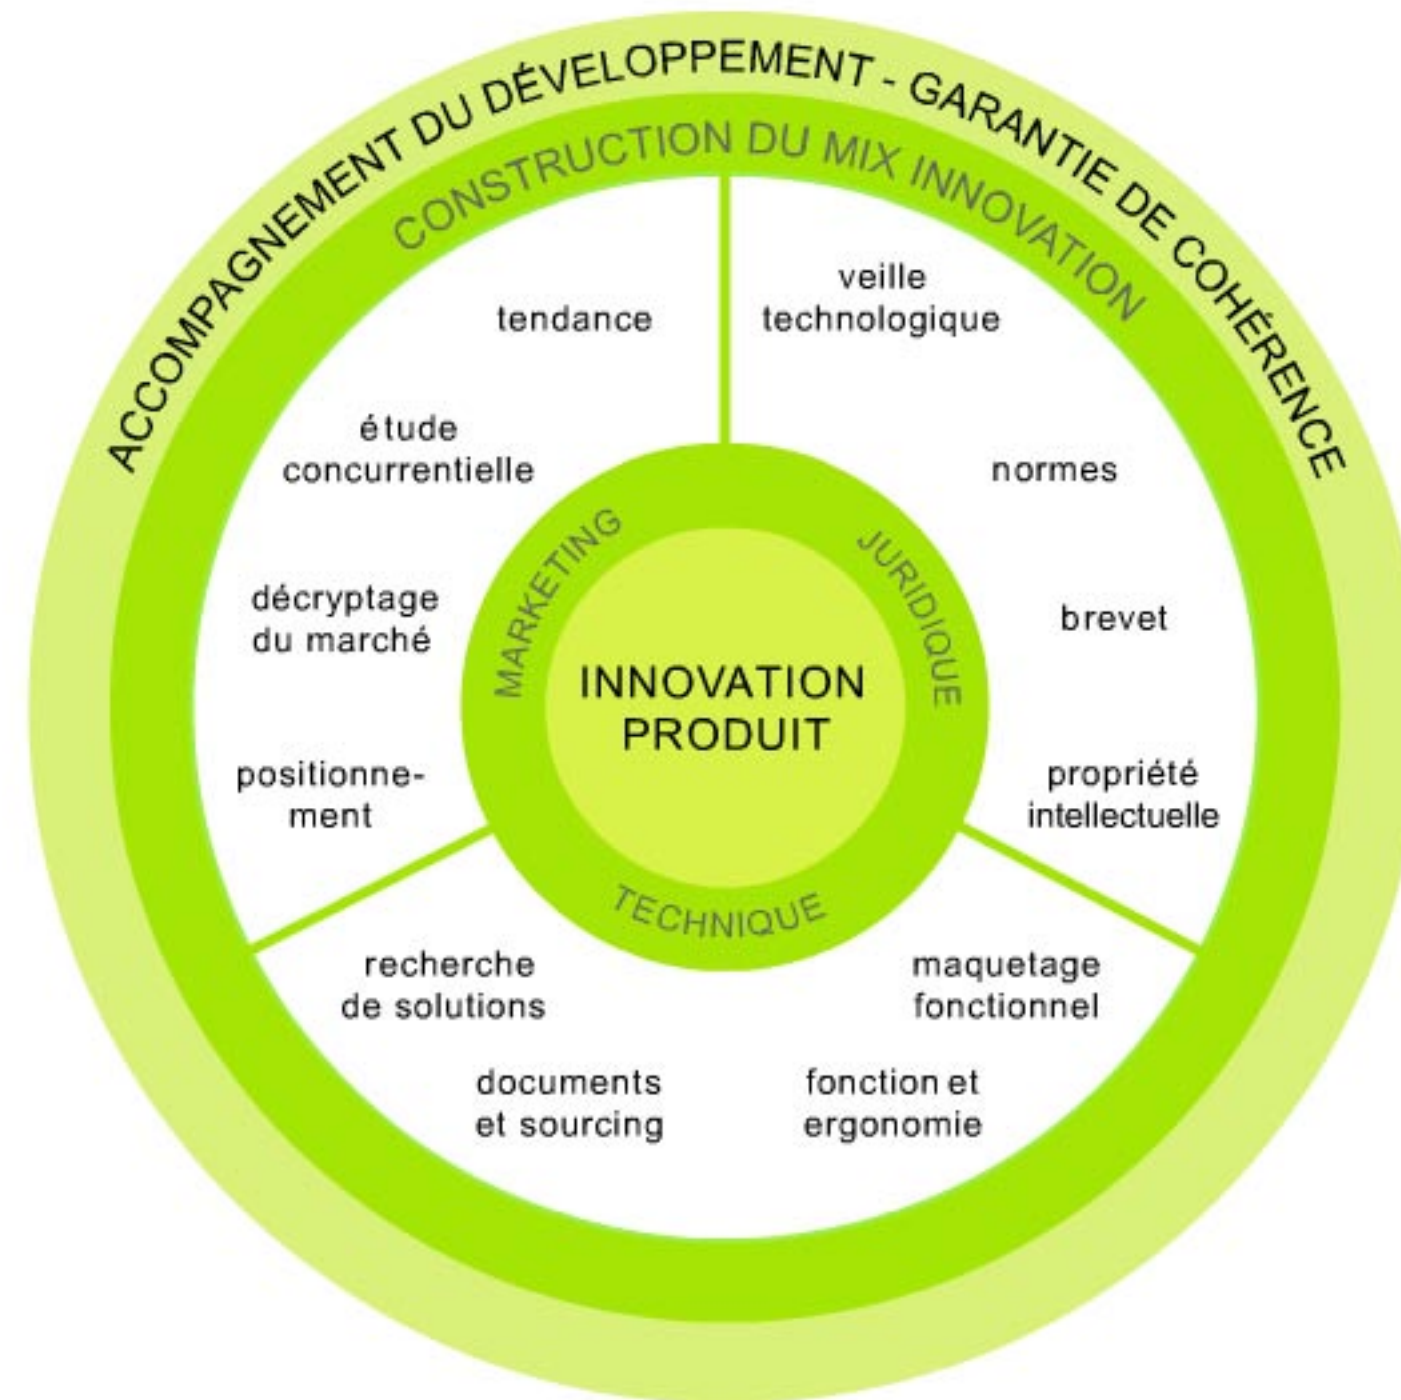 ACCOMPAGNEMENT DU DÉVELOPPEMENT - GARANTIE DE COHÉRENCE
CONSTRUCTION DU MIX INNOVATION
tendance
étude
concurrentielle
décryptage
du marché
positionne-
ment
veille
technologique
normes
brevet
propriété
intellectuelle
MARKETING
JURIDIQUE
TECHNIQUE
INNOVATION
PRODUIT
recherche
de solutions
documents
et sourcing
fonction et
ergonomie
maquetage
fonctionnel